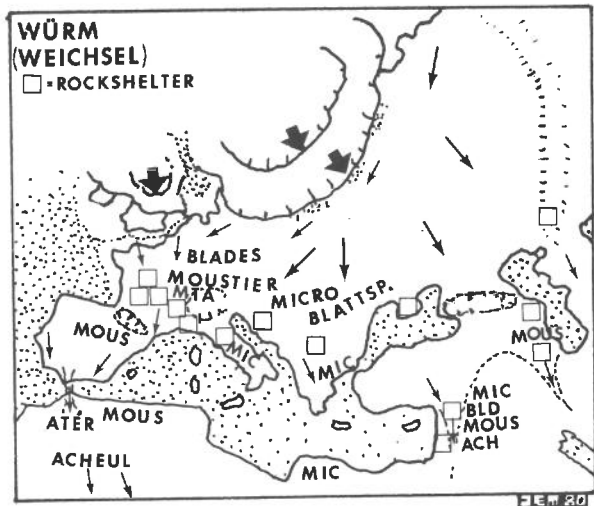 WÜRM
(WEICHSEL)
□ = ROCKSHELTER
BLADES
MOUSTIER
MTA
MICRO
BLATTSP.
MOUS
MIC
MIC
MOUS
MIC
BLD
MOUS
ACH
ATÉR
MOUS
ACHEUL
MIC